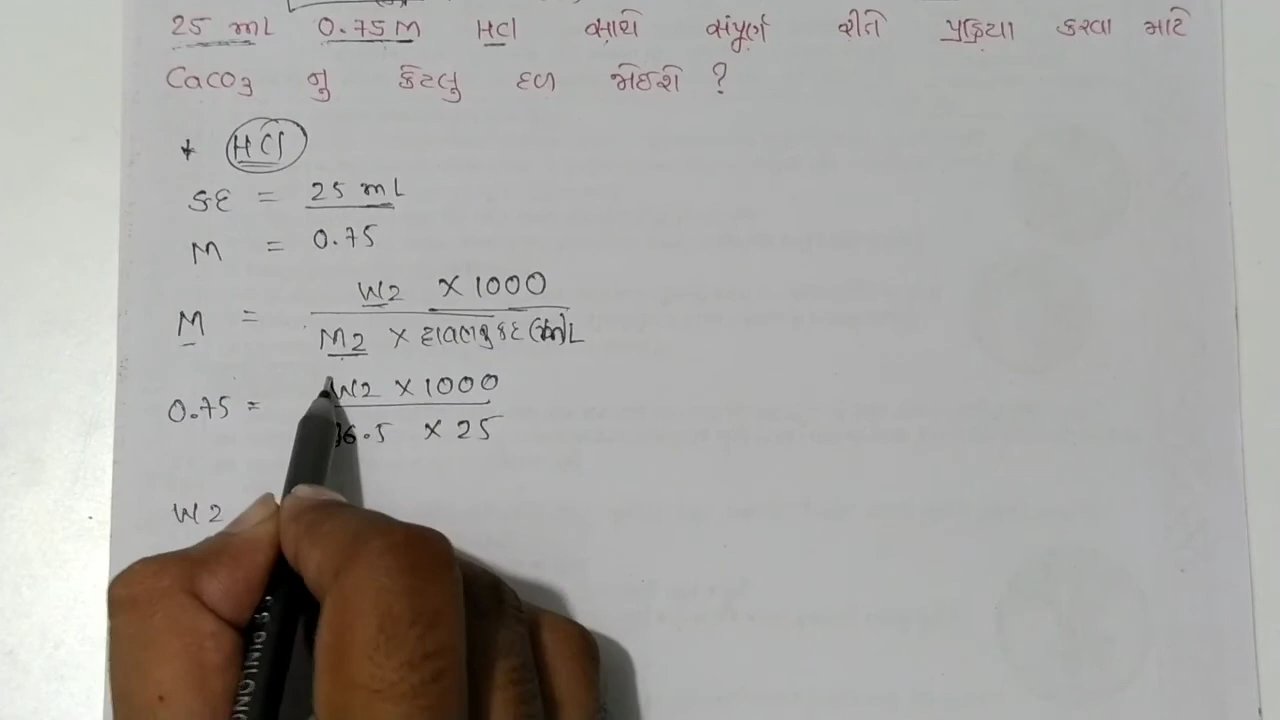 25 mL 0.75M HCl સાથે સંપૂર્ણ રીતે પ્રક્રિયા કરવા માટે
CaCO3 નુ કેટલુ દળ જોઈશે ?
* HCl
કદ = 25 mL
M = 0.75
M = W2 × 1000
M2 × દ્રાવણનુ કદ (mL
0.75 = W2 × 1000
36.5 × 25
W2